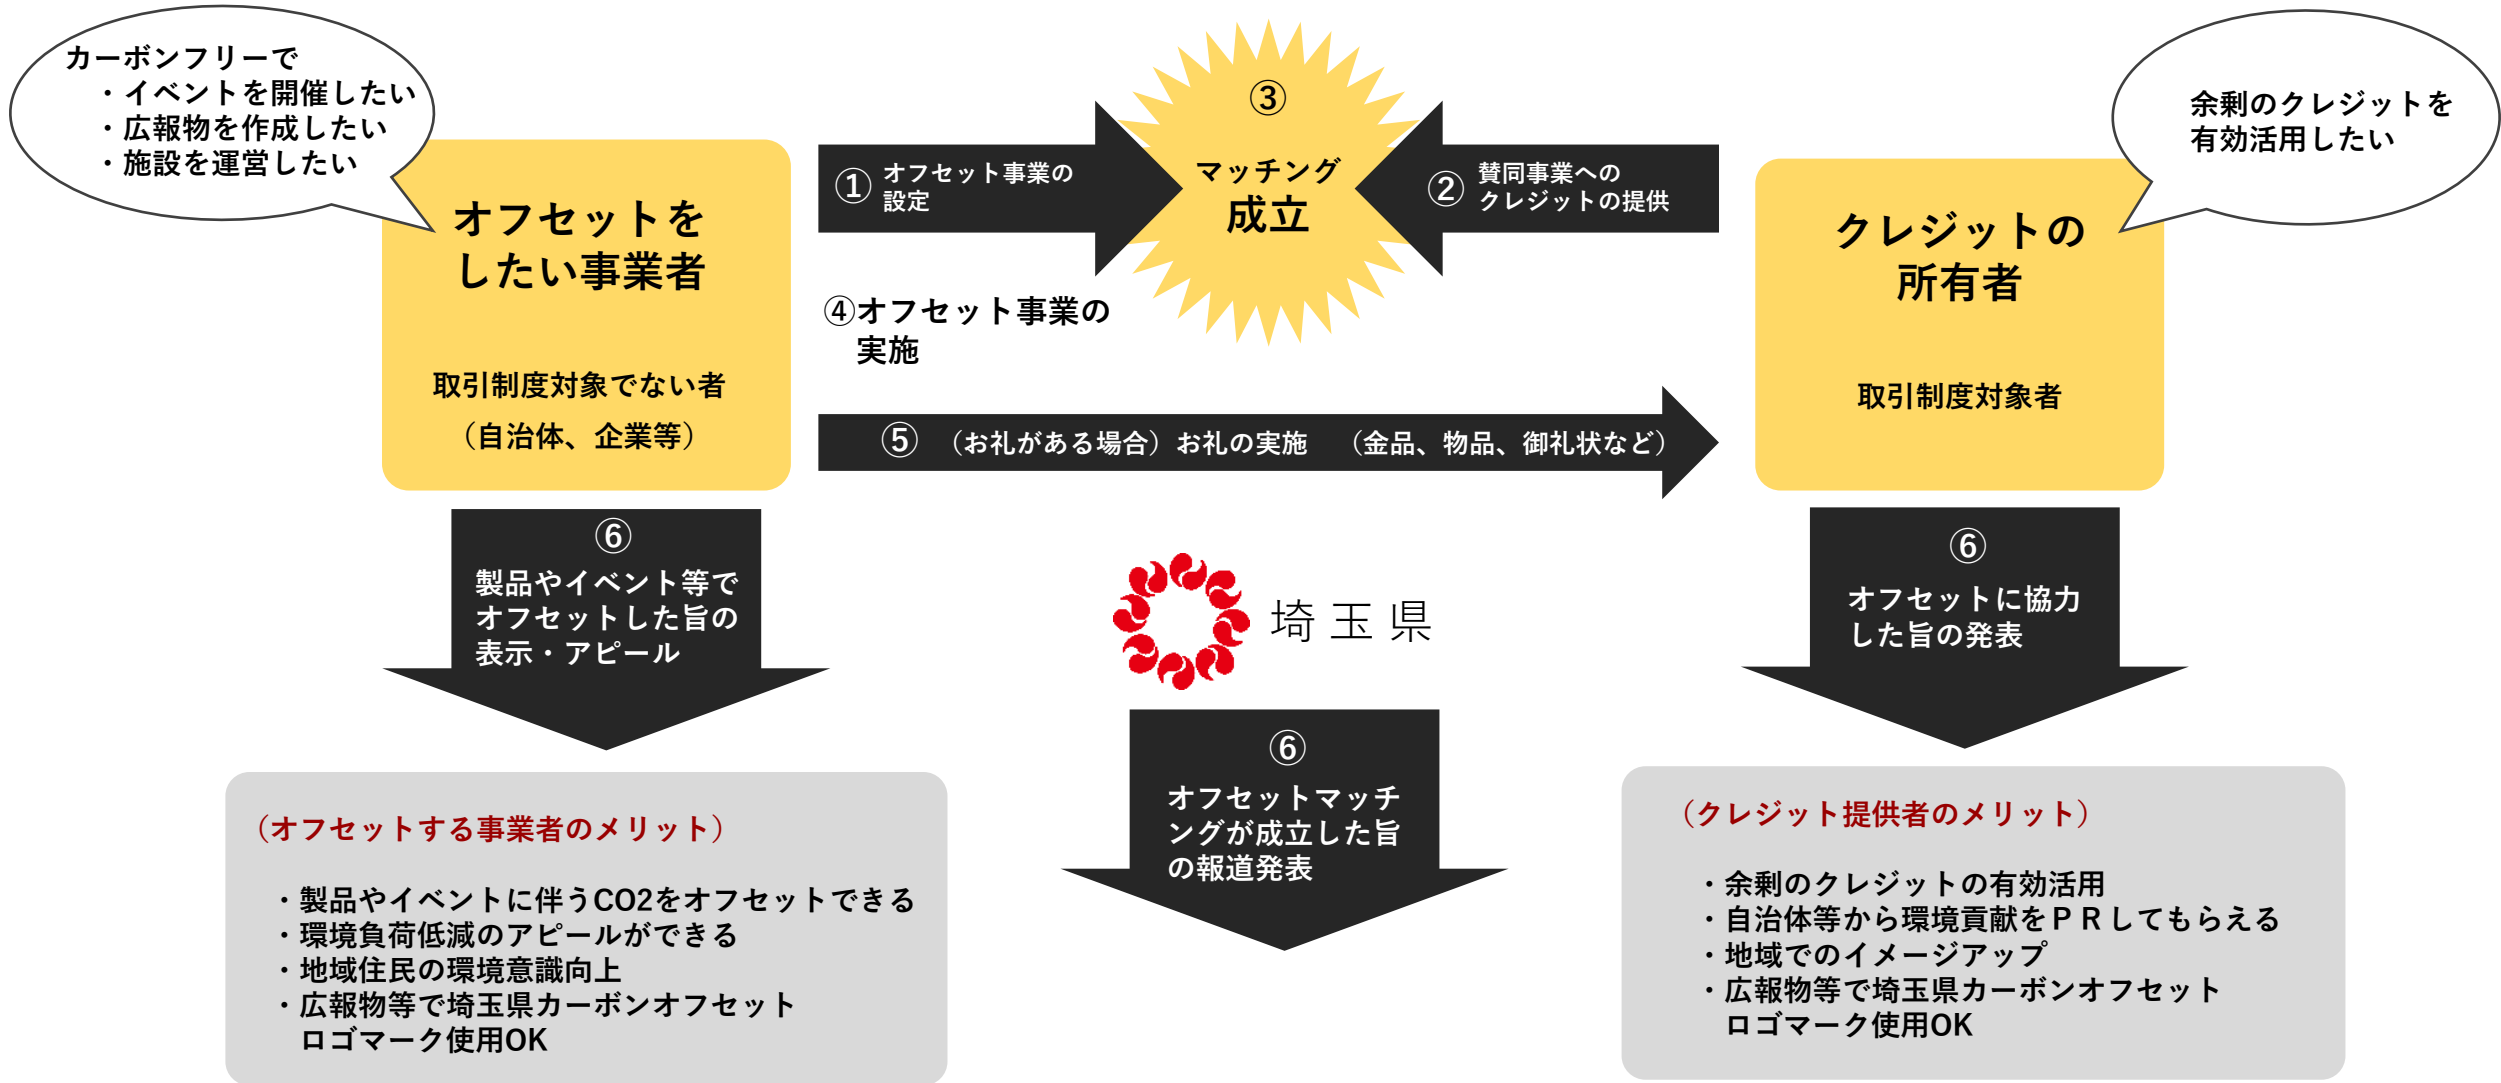 カーボンフリーで
・イベントを開催したい
・広報物を作成したい
・施設を運営したい
オフセットを
したい事業者
取引制度対象でない者
（自治体、企業等）
① オフセット事業の
設定
③
マッチング
成立
② 賛同事業への
クレジットの提供
余剰のクレジットを
有効活用したい
クレジットの
所有者
取引制度対象者
④オフセット事業の
実施
⑤ （お礼がある場合）お礼の実施 （金品、物品、御礼状など）
⑥
製品やイベント等で
オフセットした旨の
表示・アピール
埼玉県
⑥
オフセットマッチ
ングが成立した旨
の報道発表
⑥
オフセットに協力
した旨の発表
（オフセットする事業者のメリット）
・製品やイベントに伴うCO2をオフセットできる
・環境負荷低減のアピールができる
・地域住民の環境意識向上
・広報物等で埼玉県カーボンオフセット
ロゴマーク使用OK
（クレジット提供者のメリット）
・余剰のクレジットの有効活用
・自治体等から環境貢献をＰＲしてもらえる
・地域でのイメージアップ
・広報物等で埼玉県カーボンオフセット
ロゴマーク使用OK